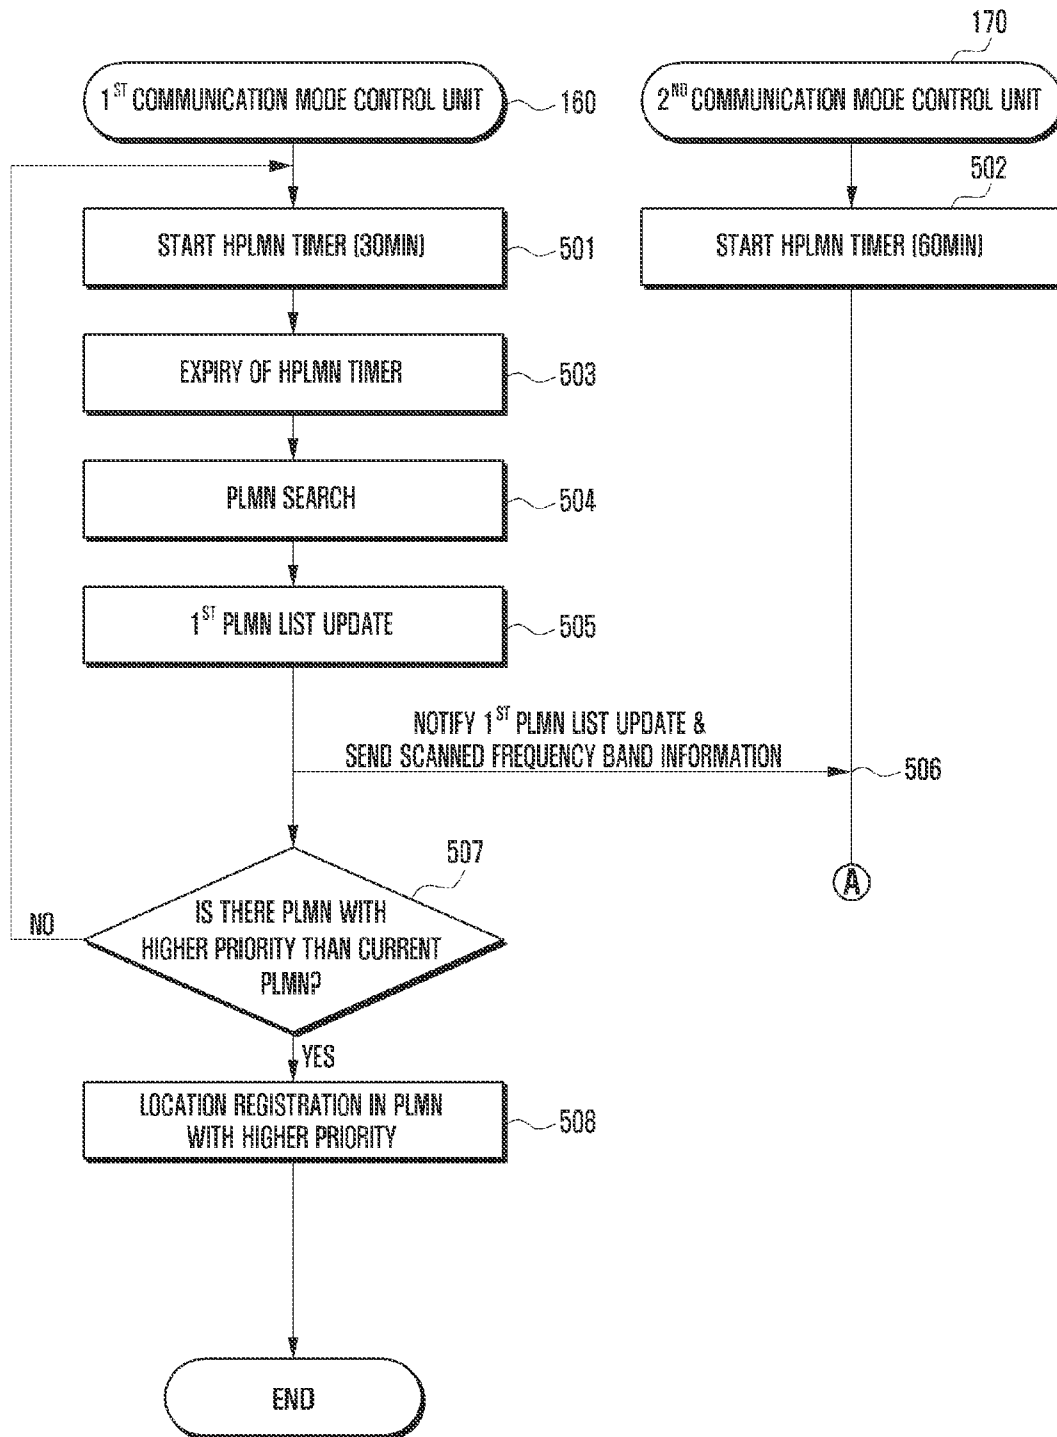 170
1ST COMMUNICATION MODE CONTROL UNIT
160
2ND COMMUNICATION MODE CONTROL UNIT
502
START HPLMN TIMER (30MIN)
501
START HPLMN TIMER (60MIN)
EXPIRY OF HPLMN TIMER
503
PLMN SEARCH
504
1ST PLMN LIST UPDATE
505
NOTIFY 1ST PLMN LIST UPDATE &
SEND SCANNED FREQUENCY BAND INFORMATION
506
507
A
IS THERE PLMN WITH
HIGHER PRIORITY THAN CURRENT
PLMN?
NO
YES
LOCATION REGISTRATION IN PLMN
WITH HIGHER PRIORITY
508
END